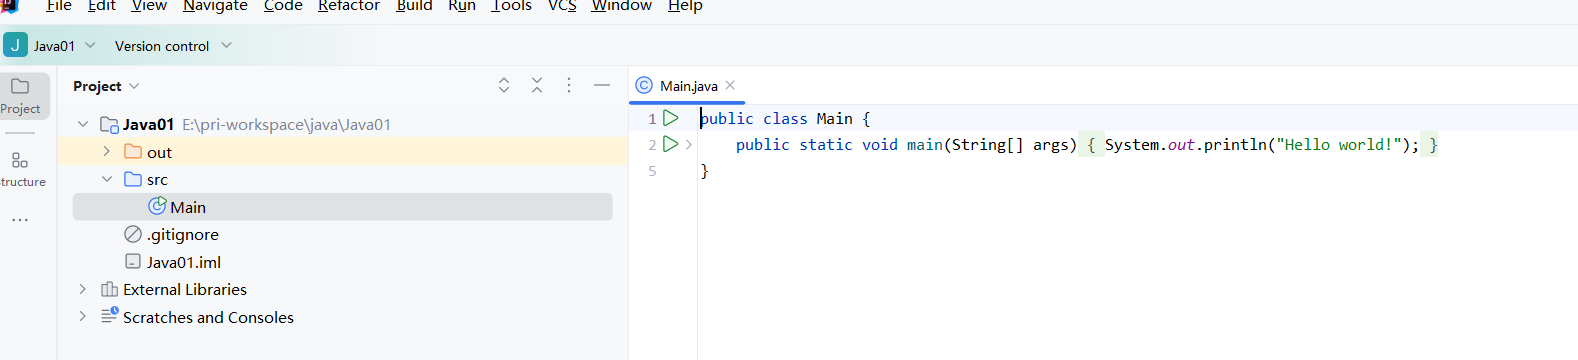 File Edit View Navigate Code Refactor Build Run Tools VCS Window Help
J Java01 Version control
Project
Project
Structure
Java01 E:\pri-workspace\java\Java01
out
src
Main
.gitignore
Java01.iml
External Libraries
Scratches and Consoles
Main.java
1 public class Main {
2 public static void main(String[] args) { System.out.println("Hello world!"); }
5 }